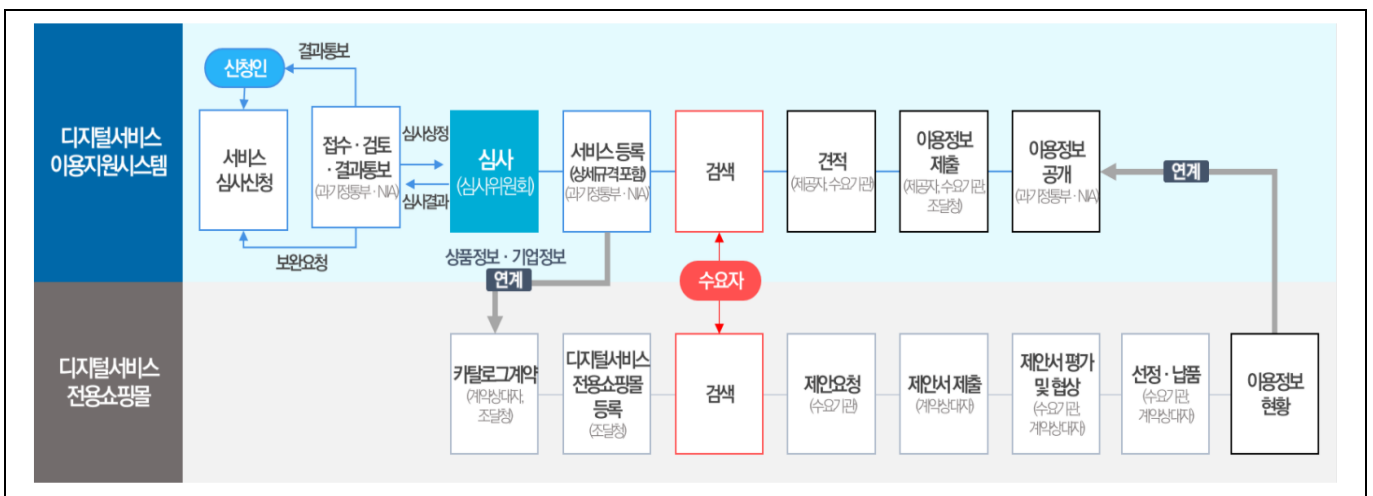 디지털서비스
이용지원시스템
신청인
결과통보
서비스
심사신청
접수 · 검토
· 결과통보
(과기정통부 · NIA)
보완요청
심사상정
심사결과
심사
(심사위원회)
서비스 등록
(상세규격포함)
(과기정통부 · NIA)
검색
견적
(제공자, 수요기관)
이용정보
제출
(제공자, 수요기관,
조달청)
이용정보
공개
(과기정통부 · NIA)
연계
상품정보 · 기업정보
연계
수요자
디지털서비스
전용쇼핑몰
카탈로그계약
(계약상대자,
조달청)
디지털서비스
전용쇼핑몰
등록
(조달청)
검색
제안요청
(수요기관)
제안서 제출
(계약상대자)
제안서 평가
및 협상
(수요기관,
계약상대자)
선정 · 납품
(수요기관,
계약상대자)
이용정보
현황